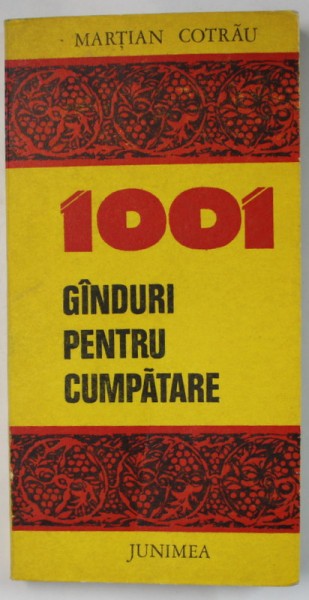 MARȚIAN COTRĂU
1001
GÎNDURI
PENTRU
CUMPĂTARE
JUNIMEA